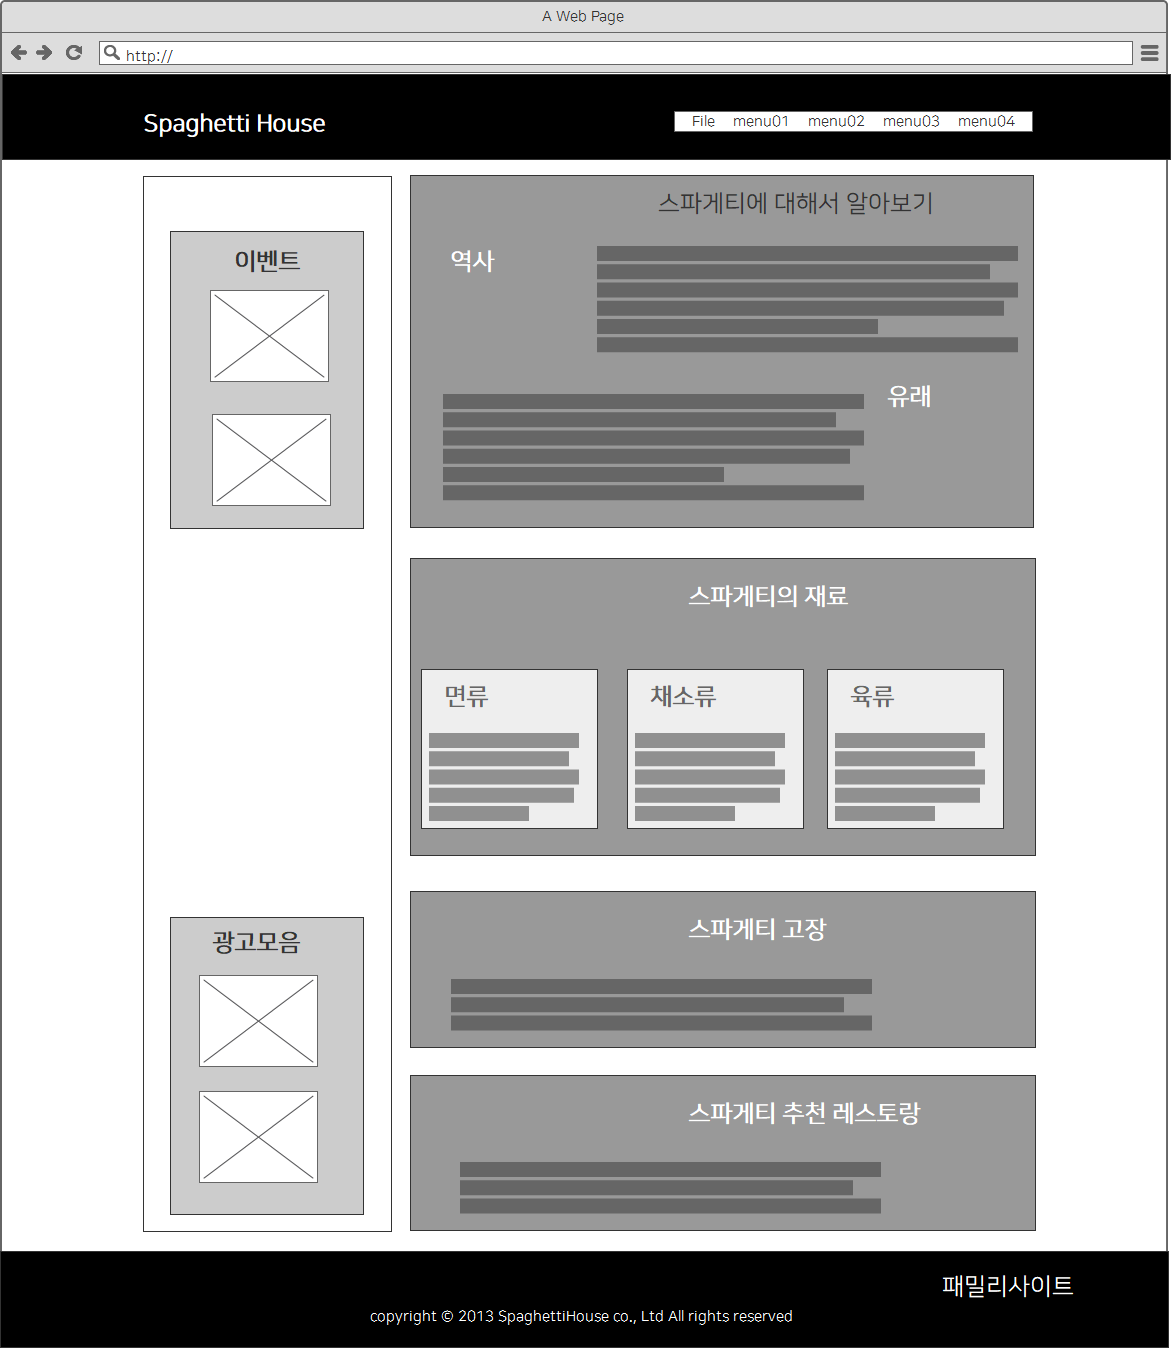 A Web Page
http://
Spaghetti House
File menu01 menu02 menu03 menu04
이벤트
스파게티에 대해서 알아보기
역사
유래
스파게티의 재료
면류
채소류
육류
스파게티 고장
광고모음
스파게티 추천 레스토랑
패밀리사이트
copyright © 2013 SpaghettiHouse co., Ltd All rights reserved